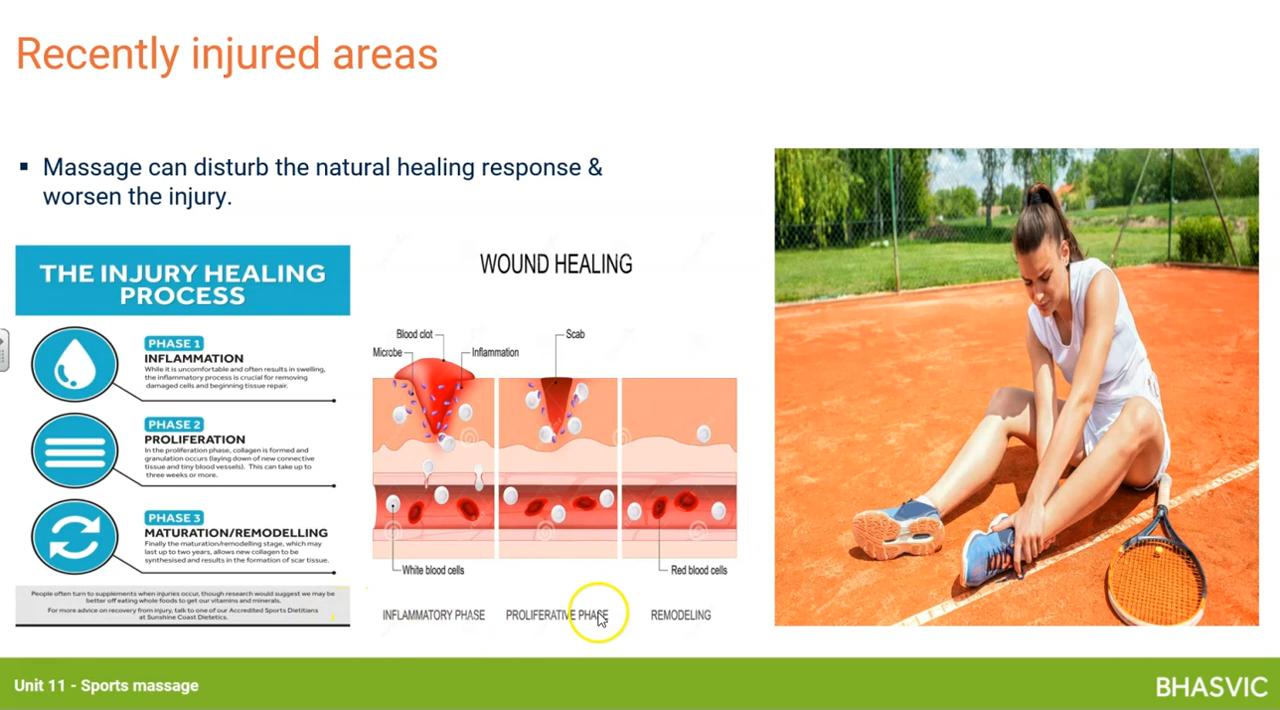 Recently injured areas
Massage can disturb the natural healing response &
worsen the injury.
THE INJURY HEALING
PROCESS
PHASE 1
INFLAMMATION
While it is uncomfortable and often results in swelling,
the inflammatory process is crucial for removing
damaged cells and beginning tissue repair.
PHASE 2
PROLIFERATION
In the proliferation phase, collagen is formed and
granulation occurs (laying down of new connective
tissue and tiny blood vessels). This can take up to
three weeks or more.
PHASE 3
MATURATION/REMODELLING
Finally the maturation/remodelling stage, which may
last up to two years, allows new collagen to be
synthesised and results in the formation of scar tissue.
People often turn to supplements when injuries occur, though research would suggest we may be
better off eating whole foods to get our vitamins and minerals.
For more advice on recovery from injury, talk to one of our Accredited Sports Dietitians
at Sunshine Coast Dietetics.
WOUND HEALING
Blood clot
Scab
Microbe
Inflammation
White blood cells
Red blood cells
INFLAMMATORY PHASE
PROLIFERATIVE PHASE
REMODELING
Unit 11 - Sports massage
BHASVIC